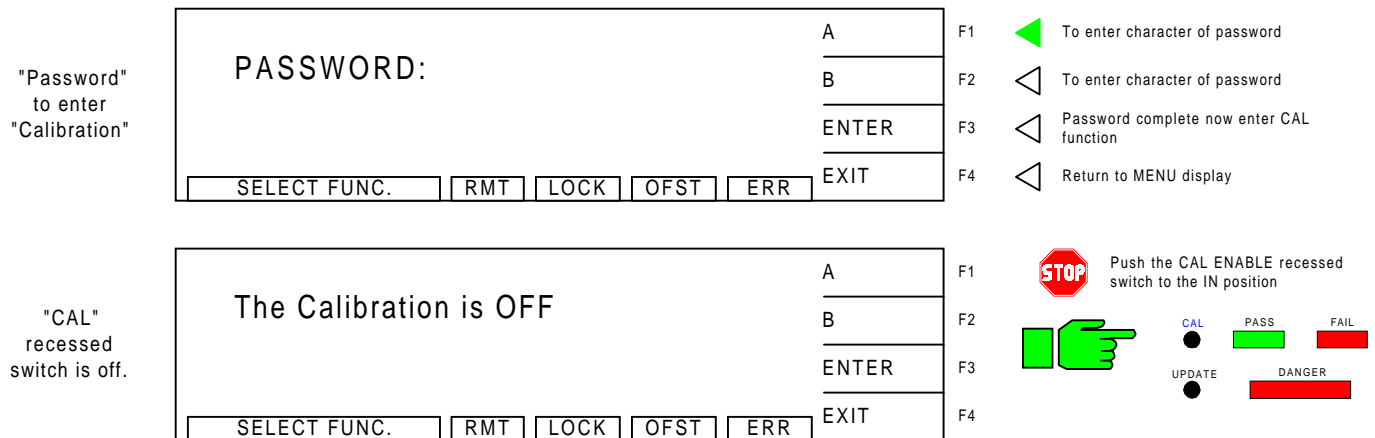 "Password"
to enter
"Calibration"
PASSWORD:
SELECT FUNC. RMT LOCK OFST ERR
A
B
ENTER
EXIT
F1
F2
F3
F4
To enter character of password
To enter character of password
Password complete now enter CAL
function
Return to MENU display
"CAL"
recessed
switch is off.
The Calibration is OFF
SELECT FUNC. RMT LOCK OFST ERR
A
B
ENTER
EXIT
F1
F2
F3
F4
STOP
Push the CAL ENABLE recessed
switch to the IN position
CAL PASS FAIL
UPDATE DANGER